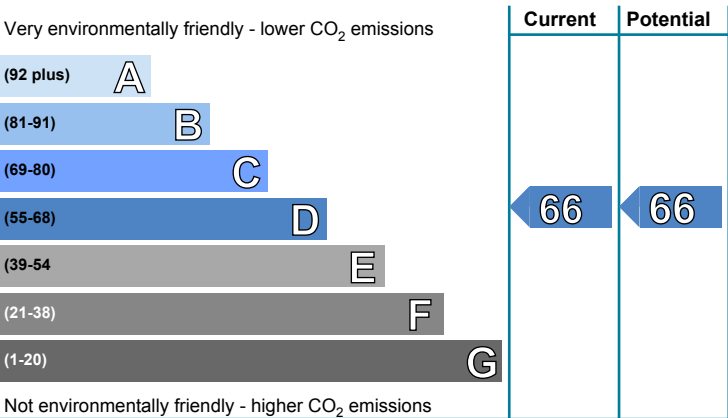 Very environmentally friendly - lower CO₂ emissions
Current
Potential
(92 plus) A
(81-91) B
(69-80) C
(55-68) D
66
66
(39-54 E
(21-38) F
(1-20) G
Not environmentally friendly - higher CO₂ emissions